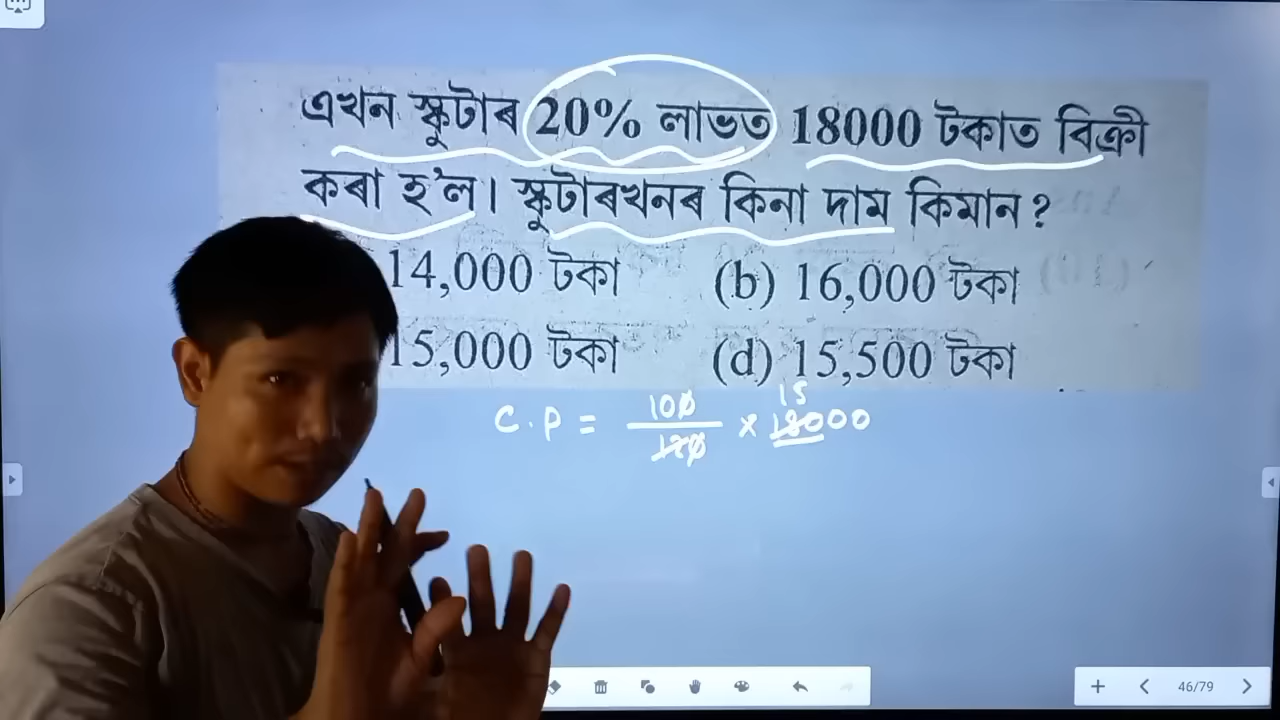 এখন স্কুটাৰ 20% লাভত 18000 টকাত বিক্ৰী
কৰা হ'ল। স্কুটাৰখনৰ কিনা দাম কিমান ?
14,000 টকা (b) 16,000 টকা
15,000 টকা (d) 15,500 টকা
15
C.P = 100/120 × 18000
46/79